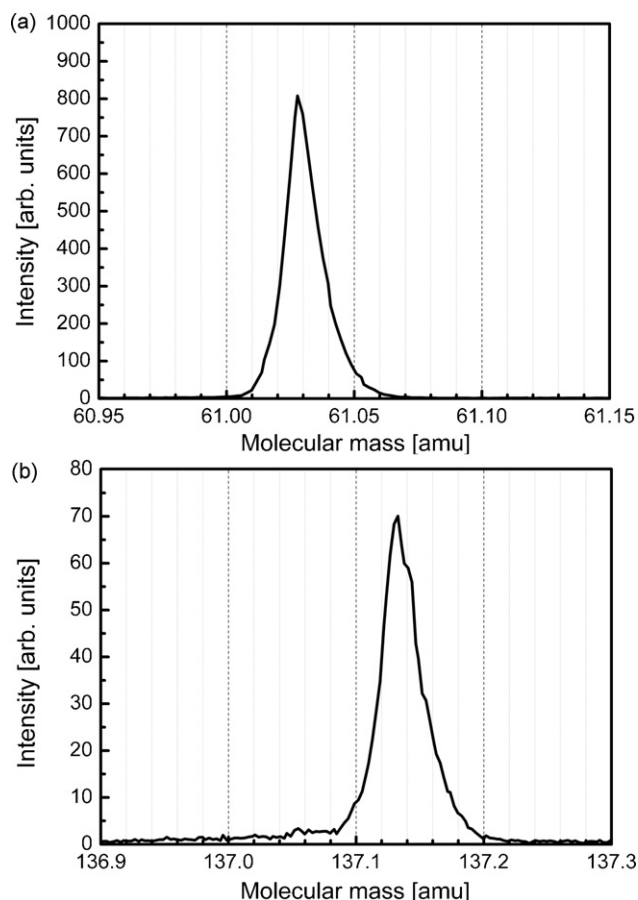 (a)
1000
900
800
700
600
500
400
300
200
100
0
Intensity [arb. units]
60.95 61.00 61.05 61.10 61.15
Molecular mass [amu]
(b)
80
70
60
50
40
30
20
10
0
Intensity [arb. units]
136.9 137.0 137.1 137.2 137.3
Molecular mass [amu]